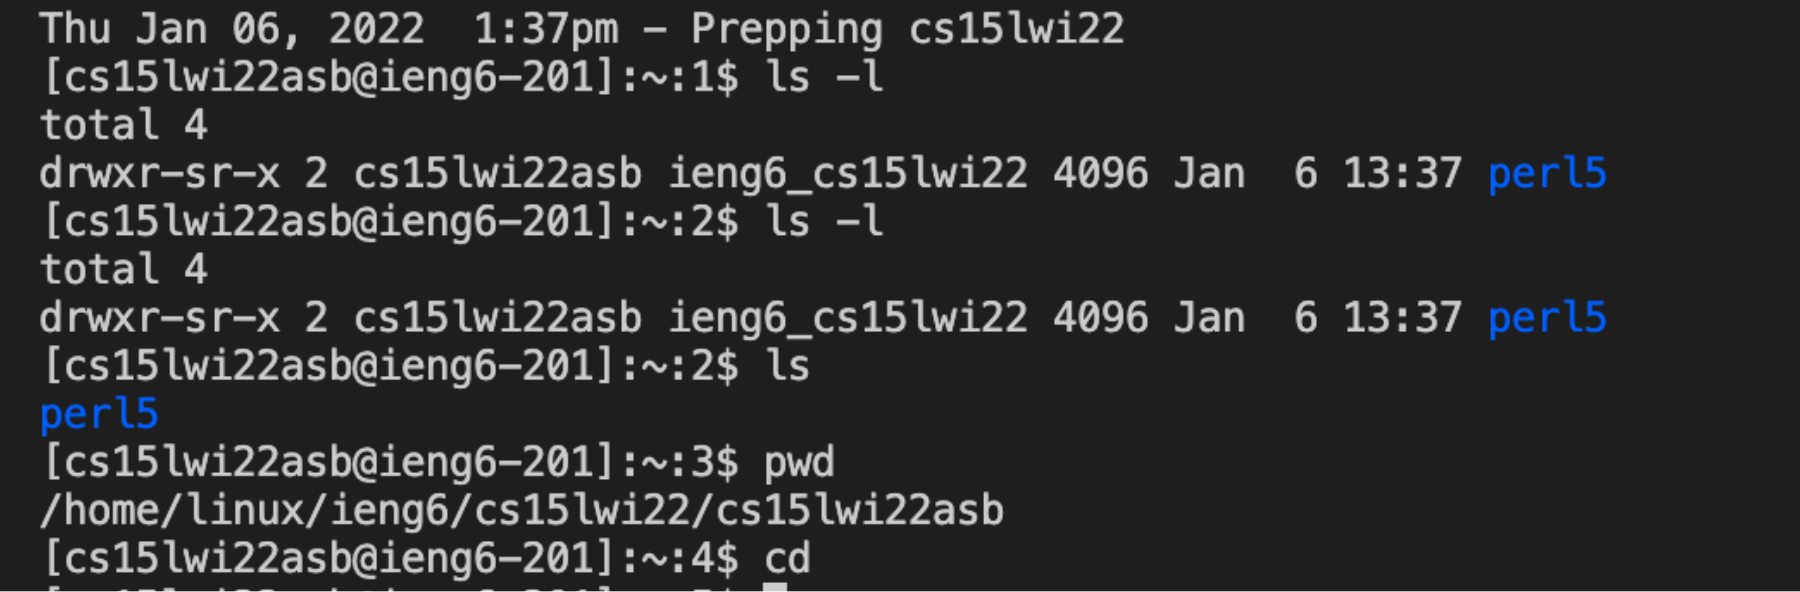 Thu Jan 06, 2022  1:37pm – Prepping cs15lwi22
[cs15lwi22asb@ieng6-201]:~:1$ ls -l
total 4
drwxr-sr-x 2 cs15lwi22asb ieng6_cs15lwi22 4096 Jan  6 13:37 perl5
[cs15lwi22asb@ieng6-201]:~:2$ ls -l
total 4
drwxr-sr-x 2 cs15lwi22asb ieng6_cs15lwi22 4096 Jan  6 13:37 perl5
[cs15lwi22asb@ieng6-201]:~:2$ ls
perl5
[cs15lwi22asb@ieng6-201]:~:3$ pwd
/home/linux/ieng6/cs15lwi22/cs15lwi22asb
[cs15lwi22asb@ieng6-201]:~:4$ cd